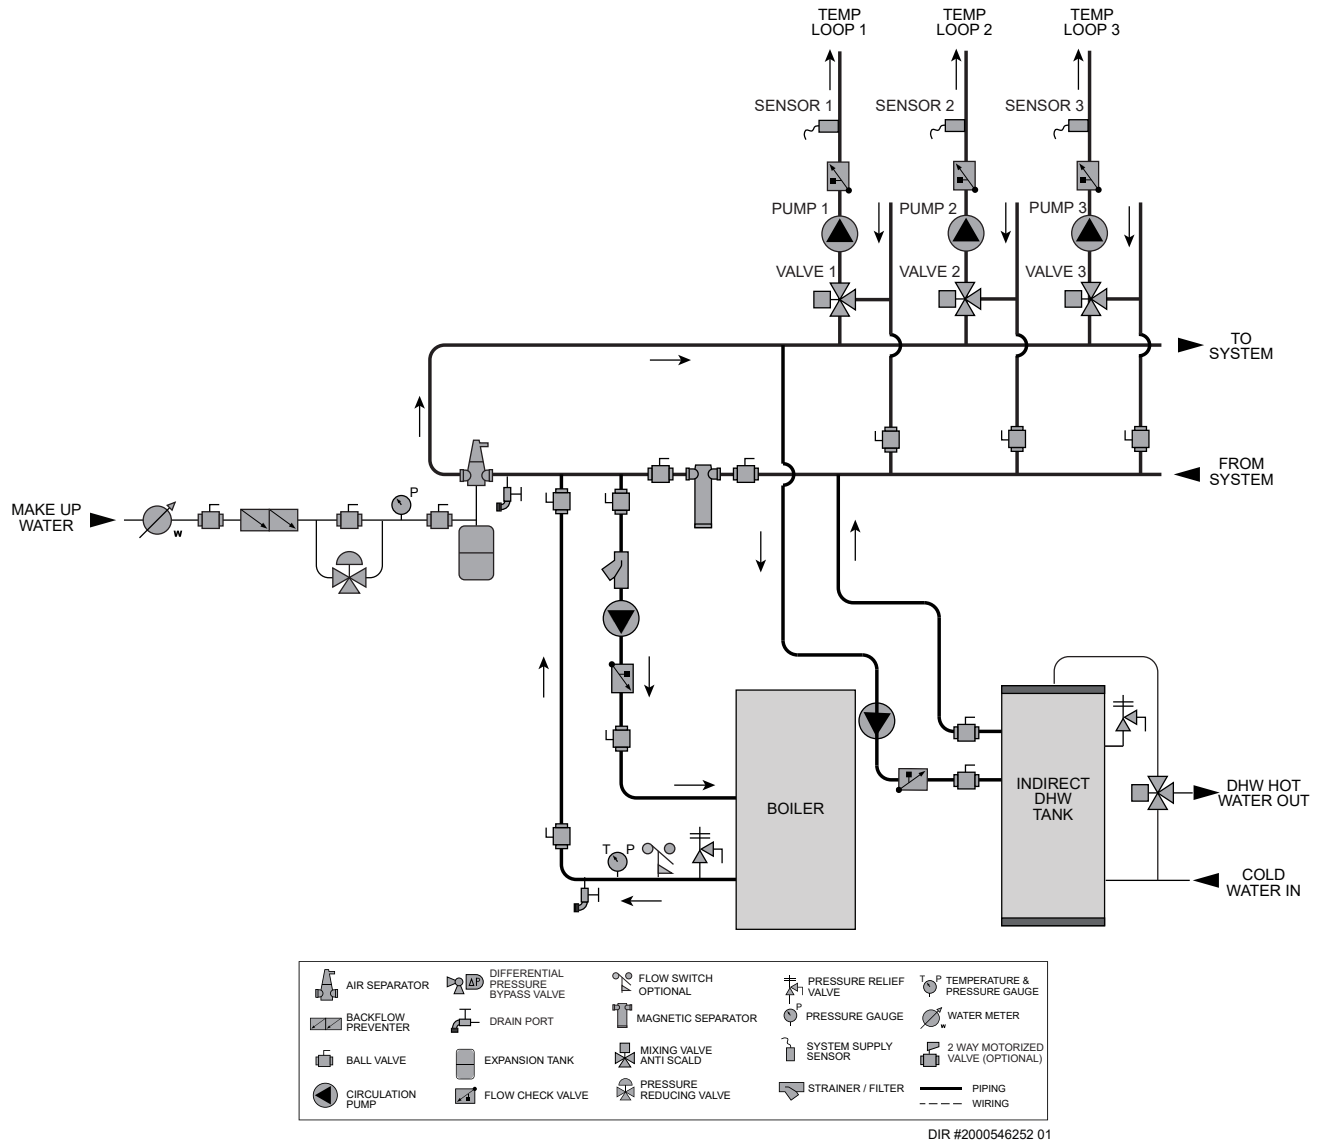 TEMP
LOOP 1
TEMP
LOOP 2
TEMP
LOOP 3
SENSOR 1
SENSOR 2
SENSOR 3
PUMP 1
PUMP 2
PUMP 3
VALVE 1
VALVE 2
VALVE 3
TO
SYSTEM
FROM
SYSTEM
MAKE UP
WATER
W
P
BOILER
T
P
INDIRECT
DHW
TANK
DHW HOT
WATER OUT
COLD
WATER IN
AIR SEPARATOR
BACKFLOW
PREVENTER
BALL VALVE
CIRCULATION
PUMP
ΔP
DIFFERENTIAL
PRESSURE
BYPASS VALVE
DRAIN PORT
EXPANSION TANK
FLOW CHECK VALVE
FLOW SWITCH
OPTIONAL
MAGNETIC SEPARATOR
MIXING VALVE
ANTI SCALD
PRESSURE
REDUCING VALVE
PRESSURE RELIEF
VALVE
P
PRESSURE GAUGE
SYSTEM SUPPLY
SENSOR
STRAINER / FILTER
T P
TEMPERATURE &
PRESSURE GAUGE
W
WATER METER
2 WAY MOTORIZED
VALVE (OPTIONAL)
PIPING
WIRING
DIR #2000546252 01